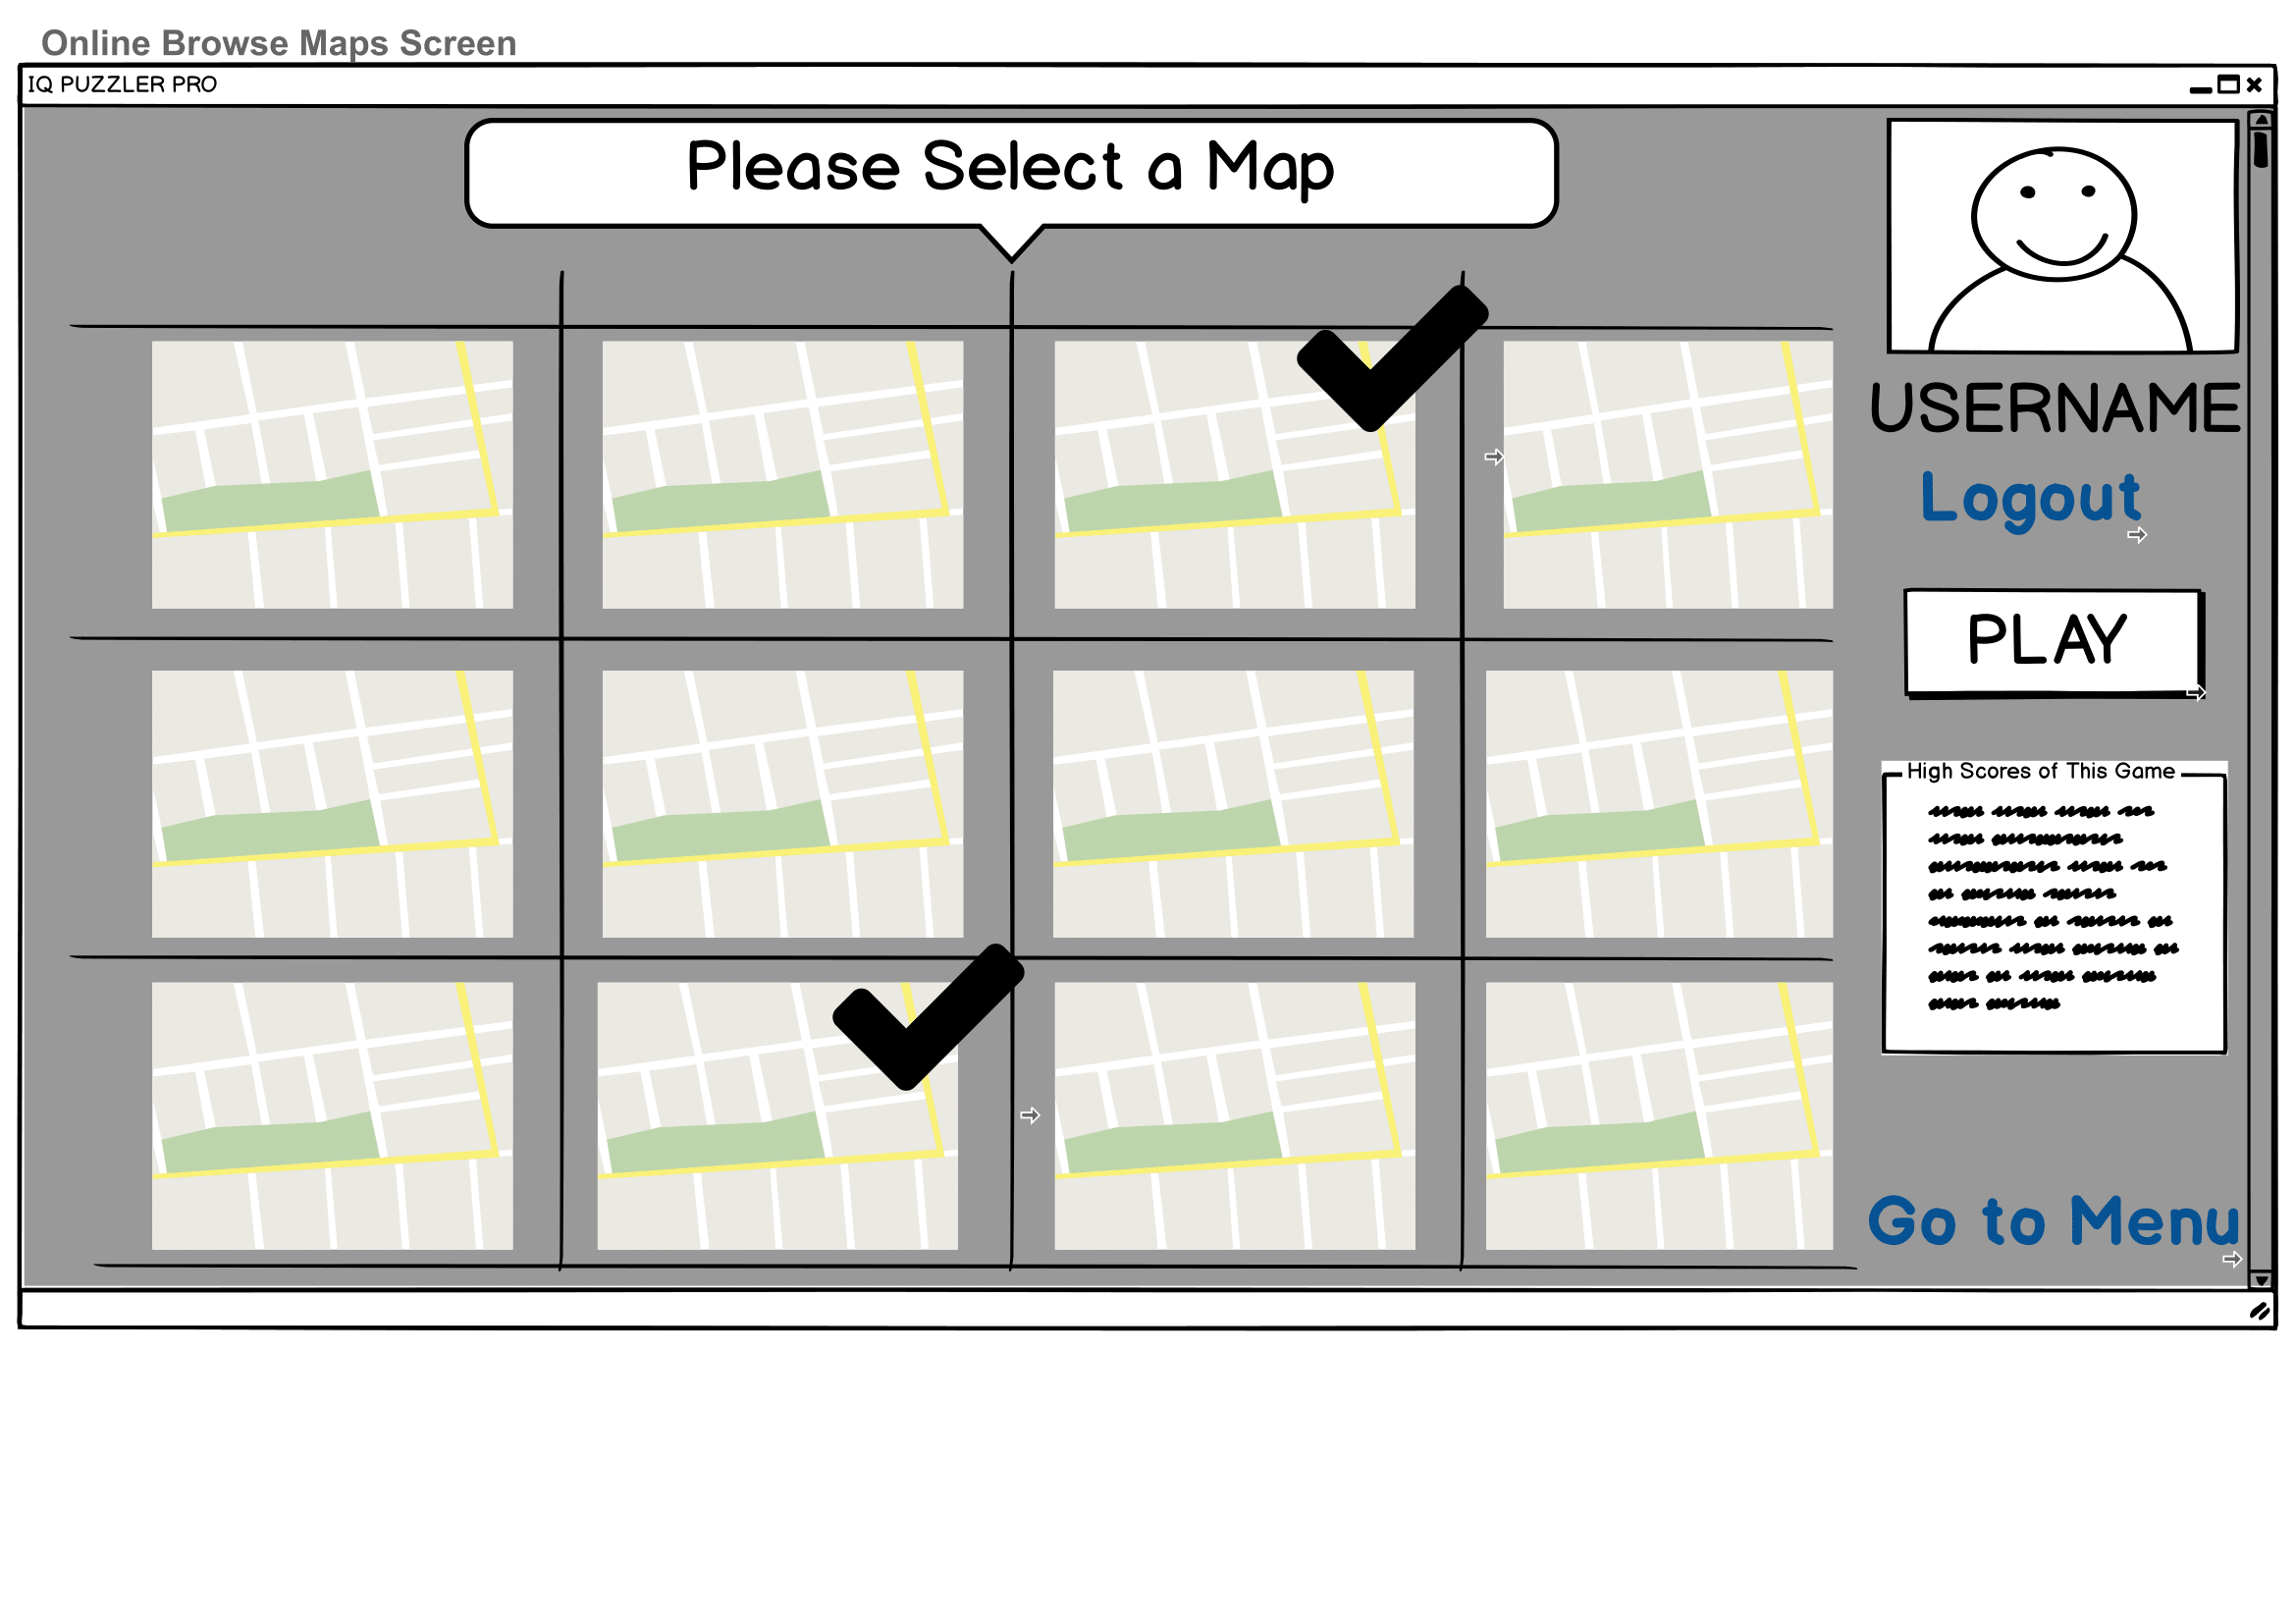 Online Browse Maps Screen
IQ PUZZLER PRO
Please Select a Map
USERNAME
Logout
PLAY
High Scores of This Game
Go to Menu